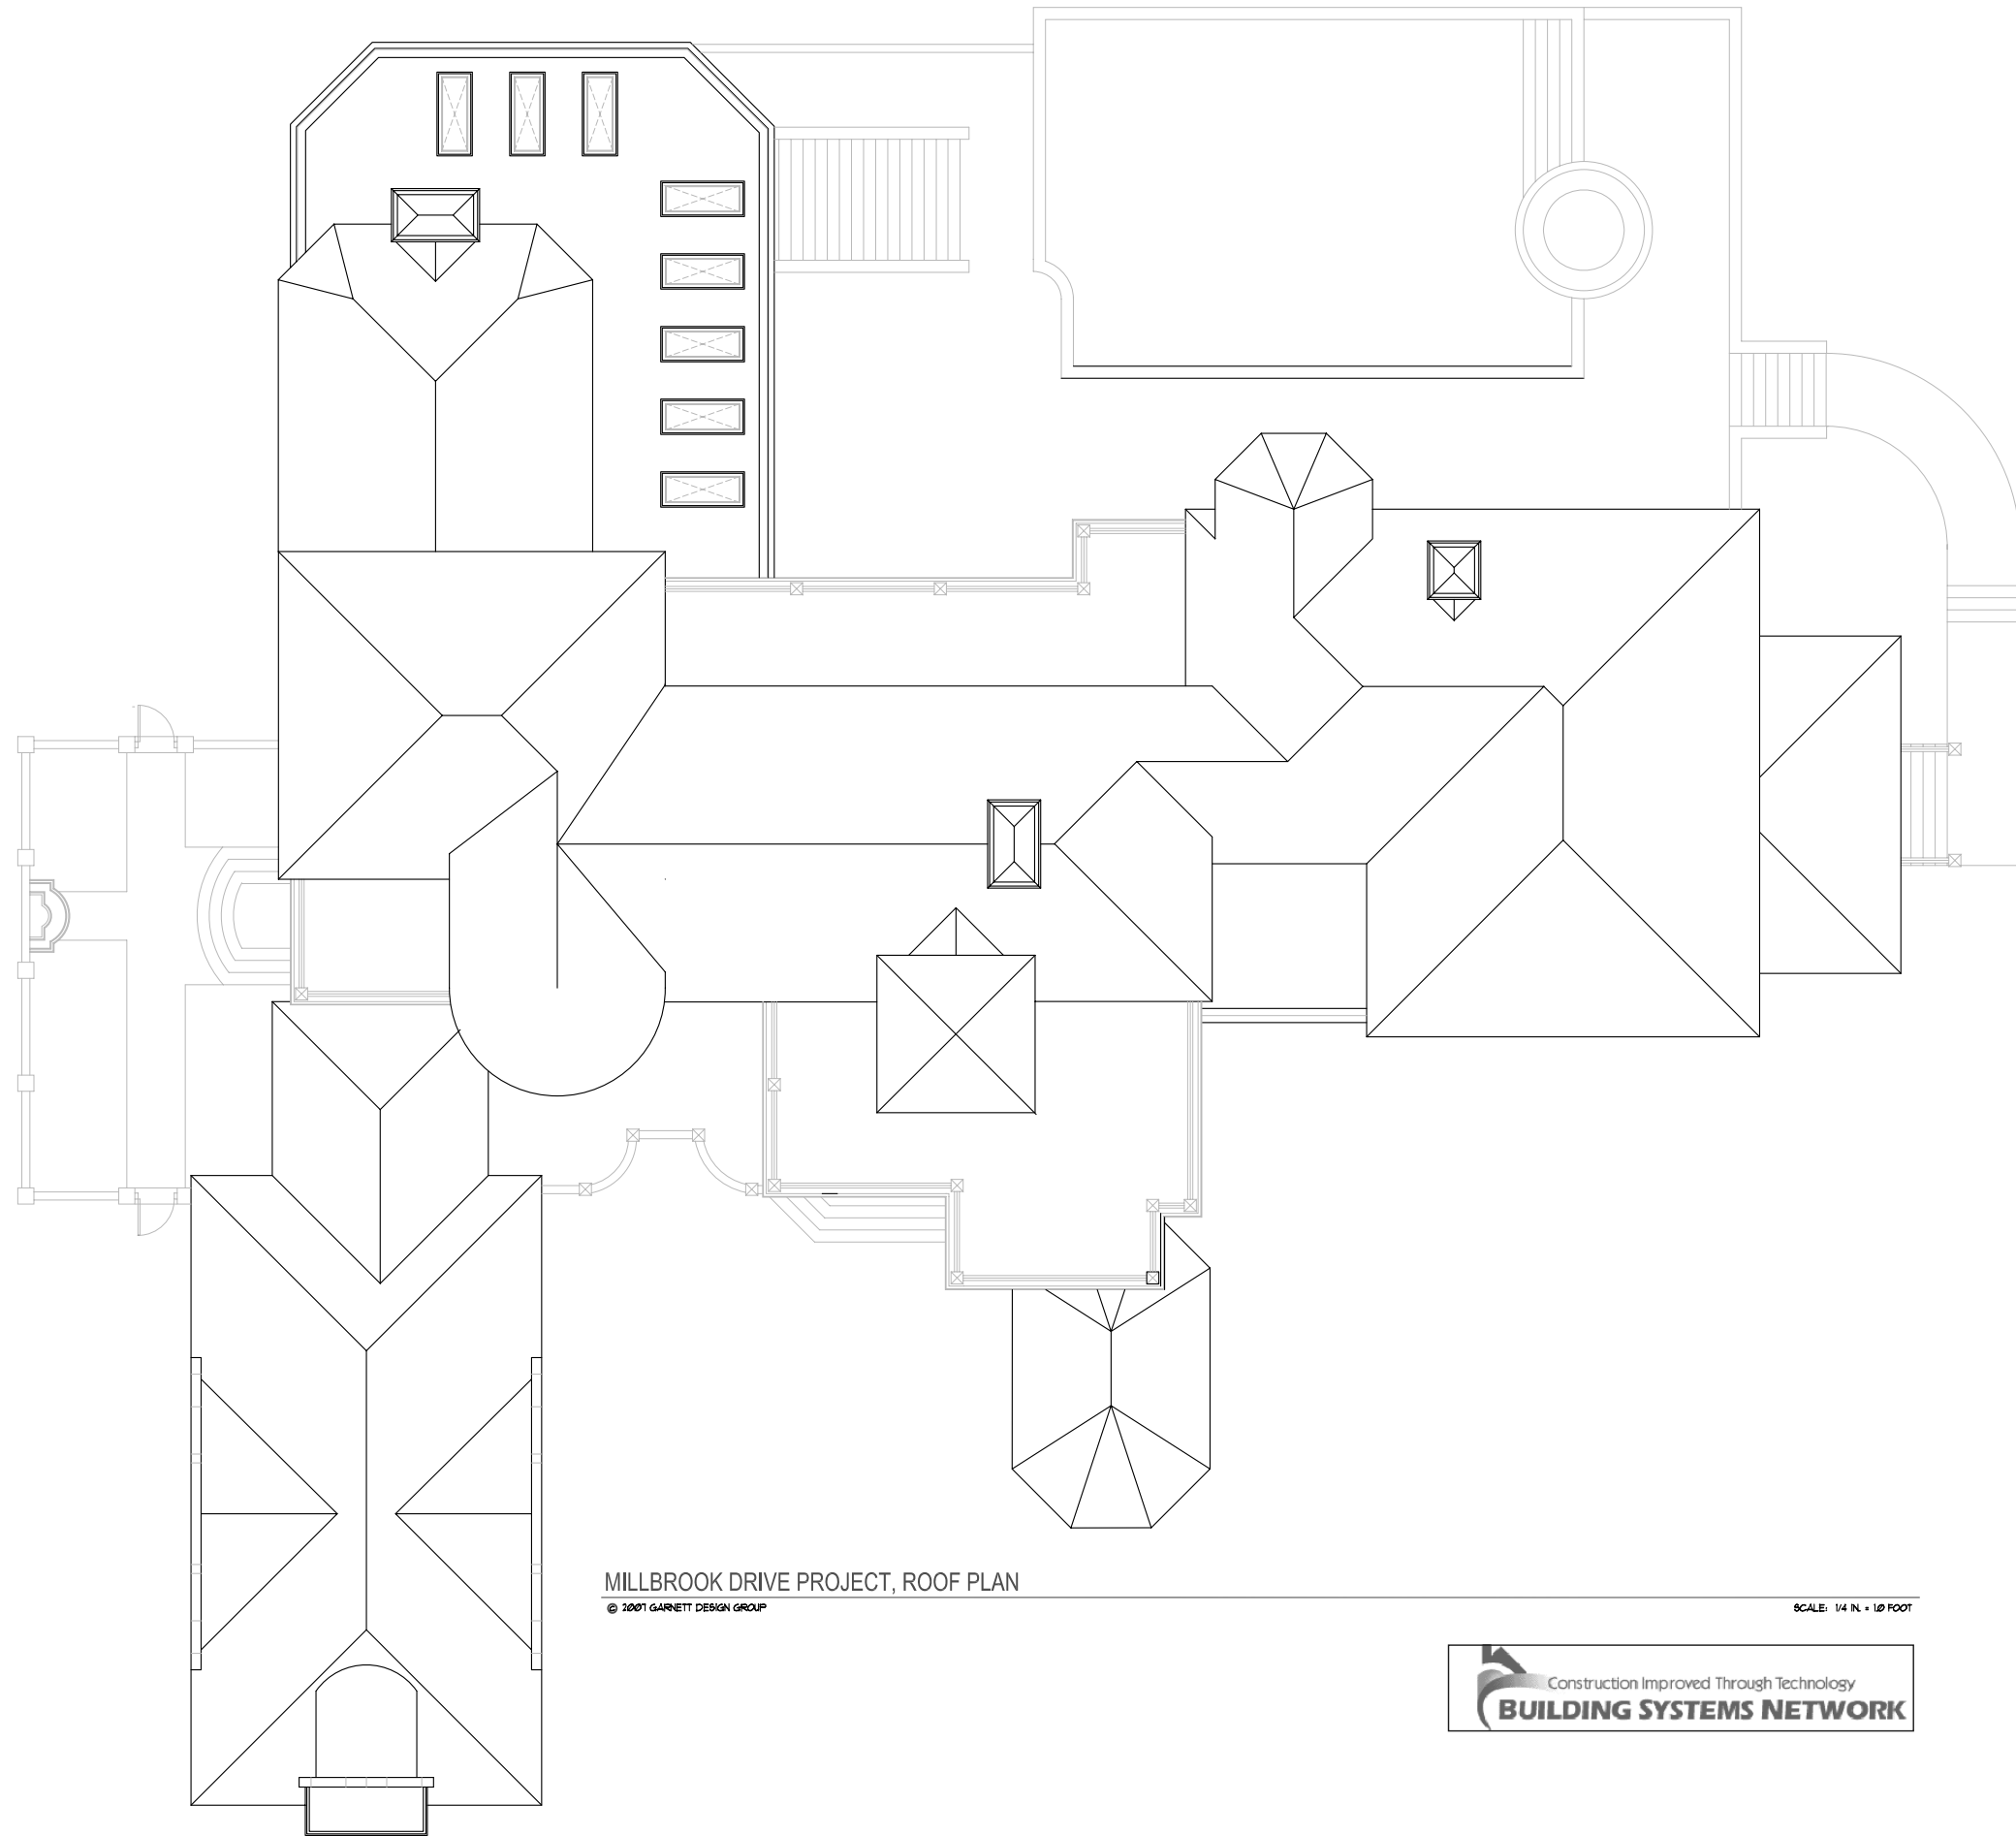 MILLBROOK DRIVE PROJECT, ROOF PLAN
© 2007 GARNETT DESIGN GROUP
SCALE: 1/4 IN. = 1.0 FOOT
Construction Improved Through Technology
BUILDING SYSTEMS NETWORK